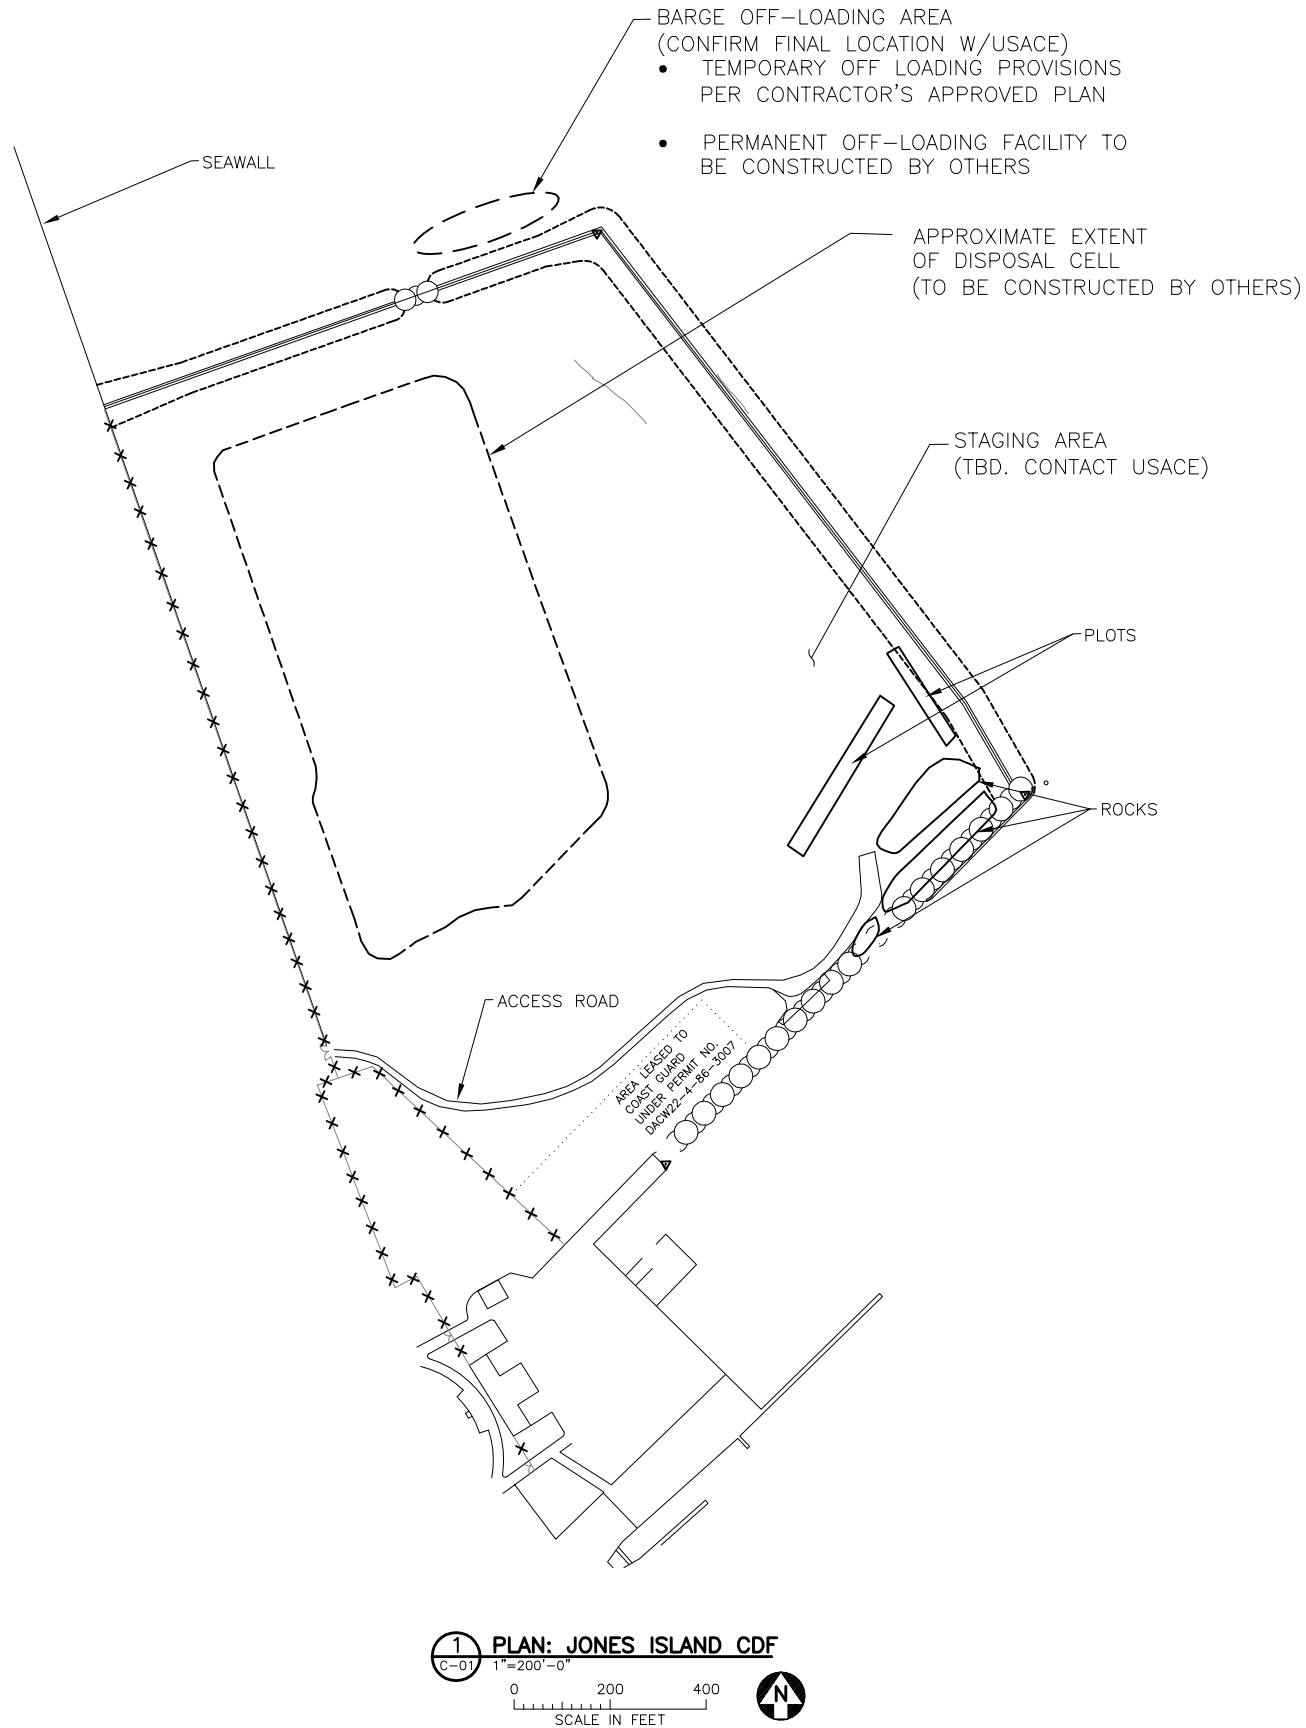 BARGE OFF-LOADING AREA
(CONFIRM FINAL LOCATION W/USACE)
• TEMPORARY OFF LOADING PROVISIONS
PER CONTRACTOR'S APPROVED PLAN
• PERMANENT OFF-LOADING FACILITY TO
BE CONSTRUCTED BY OTHERS
SEAWALL
APPROXIMATE EXTENT
OF DISPOSAL CELL
(TO BE CONSTRUCTED BY OTHERS)
STAGING AREA
(TBD. CONTACT USACE)
PLOTS
ROCKS
ACCESS ROAD
AREA LEASED TO
COAST GUARD
UNDER PERMIT NO.
DACW22-4-86-3007
1
C-01
PLAN: JONES ISLAND CDF
1"=200'-0"
0 200 400
SCALE IN FEET
N